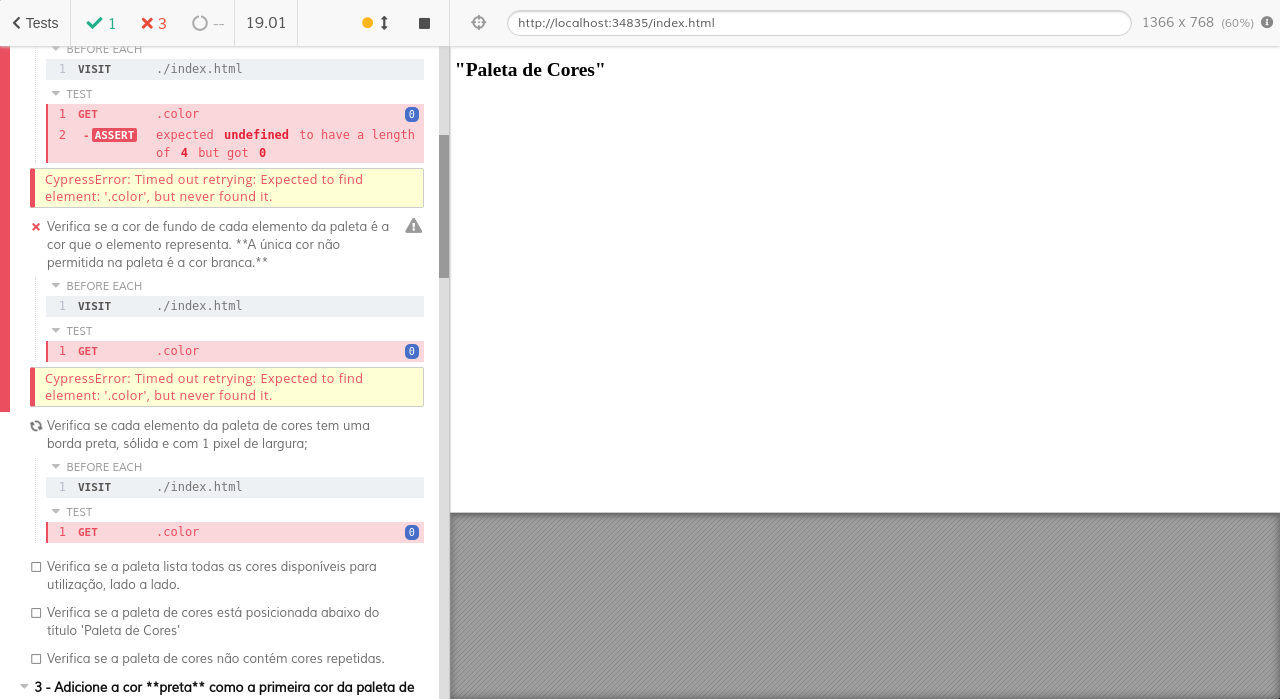 Tests
1
3
--
19.01
http://localhost:34835/index.html
1366 x 768 (60%)
BEFORE EACH
1 VISIT ./index.html
TEST
1 GET .color 0
2 -ASSERT expected undefined to have a length
of 4 but got 0
CypressError: Timed out retrying: Expected to find
element: '.color', but never found it.
Verifica se a cor de fundo de cada elemento da paleta é a
cor que o elemento representa. **A única cor não
permitida na paleta é a cor branca.**
BEFORE EACH
1 VISIT ./index.html
TEST
1 GET .color 0
CypressError: Timed out retrying: Expected to find
element: '.color', but never found it.
Verifica se cada elemento da paleta de cores tem uma
borda preta, sólida e com 1 pixel de largura;
BEFORE EACH
1 VISIT ./index.html
TEST
1 GET .color 0
Verifica se a paleta lista todas as cores disponíveis para
utilização, lado a lado.
Verifica se a paleta de cores está posicionada abaixo do
título 'Paleta de Cores'
Verifica se a paleta de cores não contém cores repetidas.
3 - Adicione a cor **preta** como a primeira cor da paleta de
"Paleta de Cores"